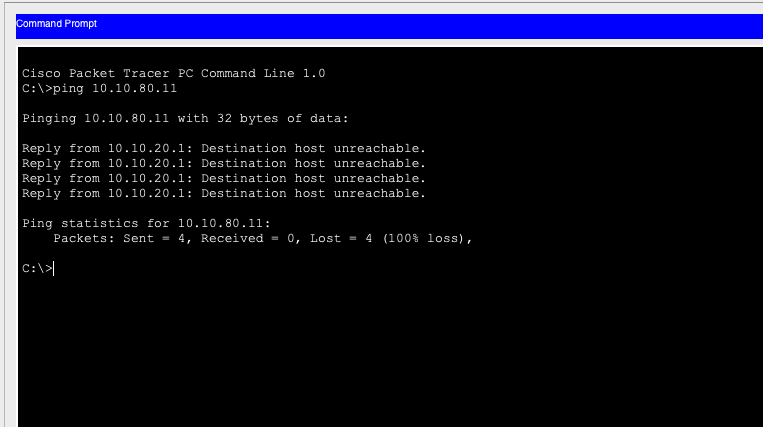 Command Prompt
Cisco Packet Tracer PC Command Line 1.0
C:\>ping 10.10.80.11
Pinging 10.10.80.11 with 32 bytes of data:
Reply from 10.10.20.1: Destination host unreachable.
Reply from 10.10.20.1: Destination host unreachable.
Reply from 10.10.20.1: Destination host unreachable.
Reply from 10.10.20.1: Destination host unreachable.
Ping statistics for 10.10.80.11:
    Packets: Sent = 4, Received = 0, Lost = 4 (100% loss),
C:\>